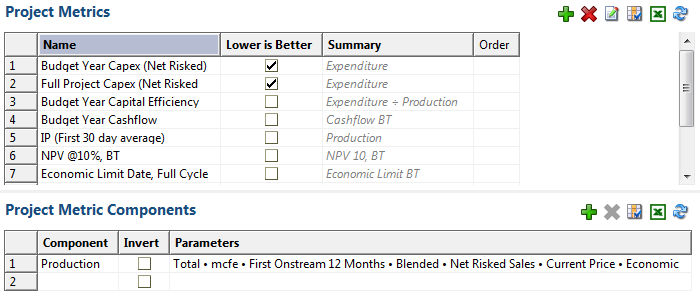 Project Metrics
Name Lower is Better Summary Order
1 Budget Year Capex (Net Risked) Expenditure
2 Full Project Capex (Net Risked Expenditure
3 Budget Year Capital Efficiency Expenditure ÷ Production
4 Budget Year Cashflow Cashflow BT
5 IP (First 30 day average) Production
6 NPV @10%, BT NPV 10, BT
7 Economic Limit Date, Full Cycle Economic Limit BT
Project Metric Components
Component Invert Parameters
1 Production Total • mcfe • First Onstream 12 Months • Blended • Net Risked Sales • Current Price • Economic
2